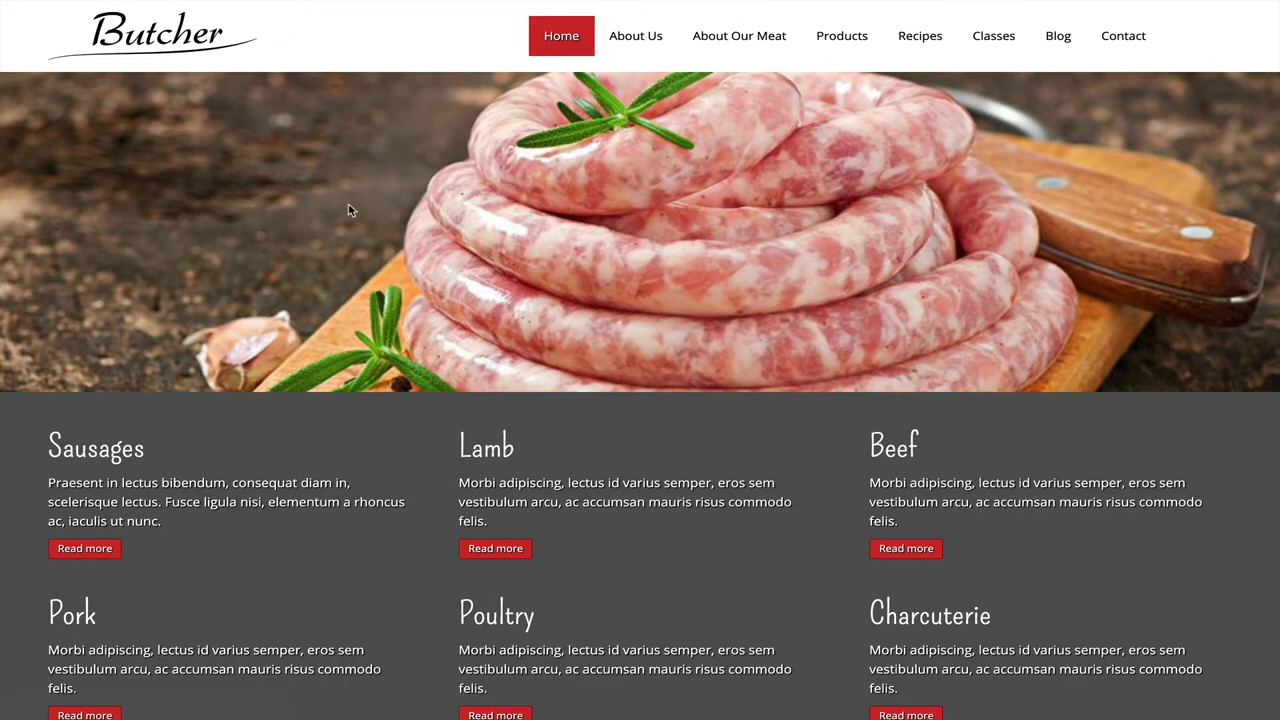 Butcher
Home About Us About Our Meat Products Recipes Classes Blog Contact
Sausages
Praesent in lectus bibendum, consequat diam in,
scelerisque lectus. Fusce ligula nisi, elementum a rhoncus
ac, iaculis ut nunc.
Read more
Lamb
Morbi adipiscing, lectus id varius semper, eros sem
vestibulum arcu, ac accumsan mauris risus commodo
felis.
Read more
Beef
Morbi adipiscing, lectus id varius semper, eros sem
vestibulum arcu, ac accumsan mauris risus commodo
felis.
Read more
Pork
Morbi adipiscing, lectus id varius semper, eros sem
vestibulum arcu, ac accumsan mauris risus commodo
felis.
Read more
Poultry
Morbi adipiscing, lectus id varius semper, eros sem
vestibulum arcu, ac accumsan mauris risus commodo
felis.
Read more
Charcuterie
Morbi adipiscing, lectus id varius semper, eros sem
vestibulum arcu, ac accumsan mauris risus commodo
felis.
Read more